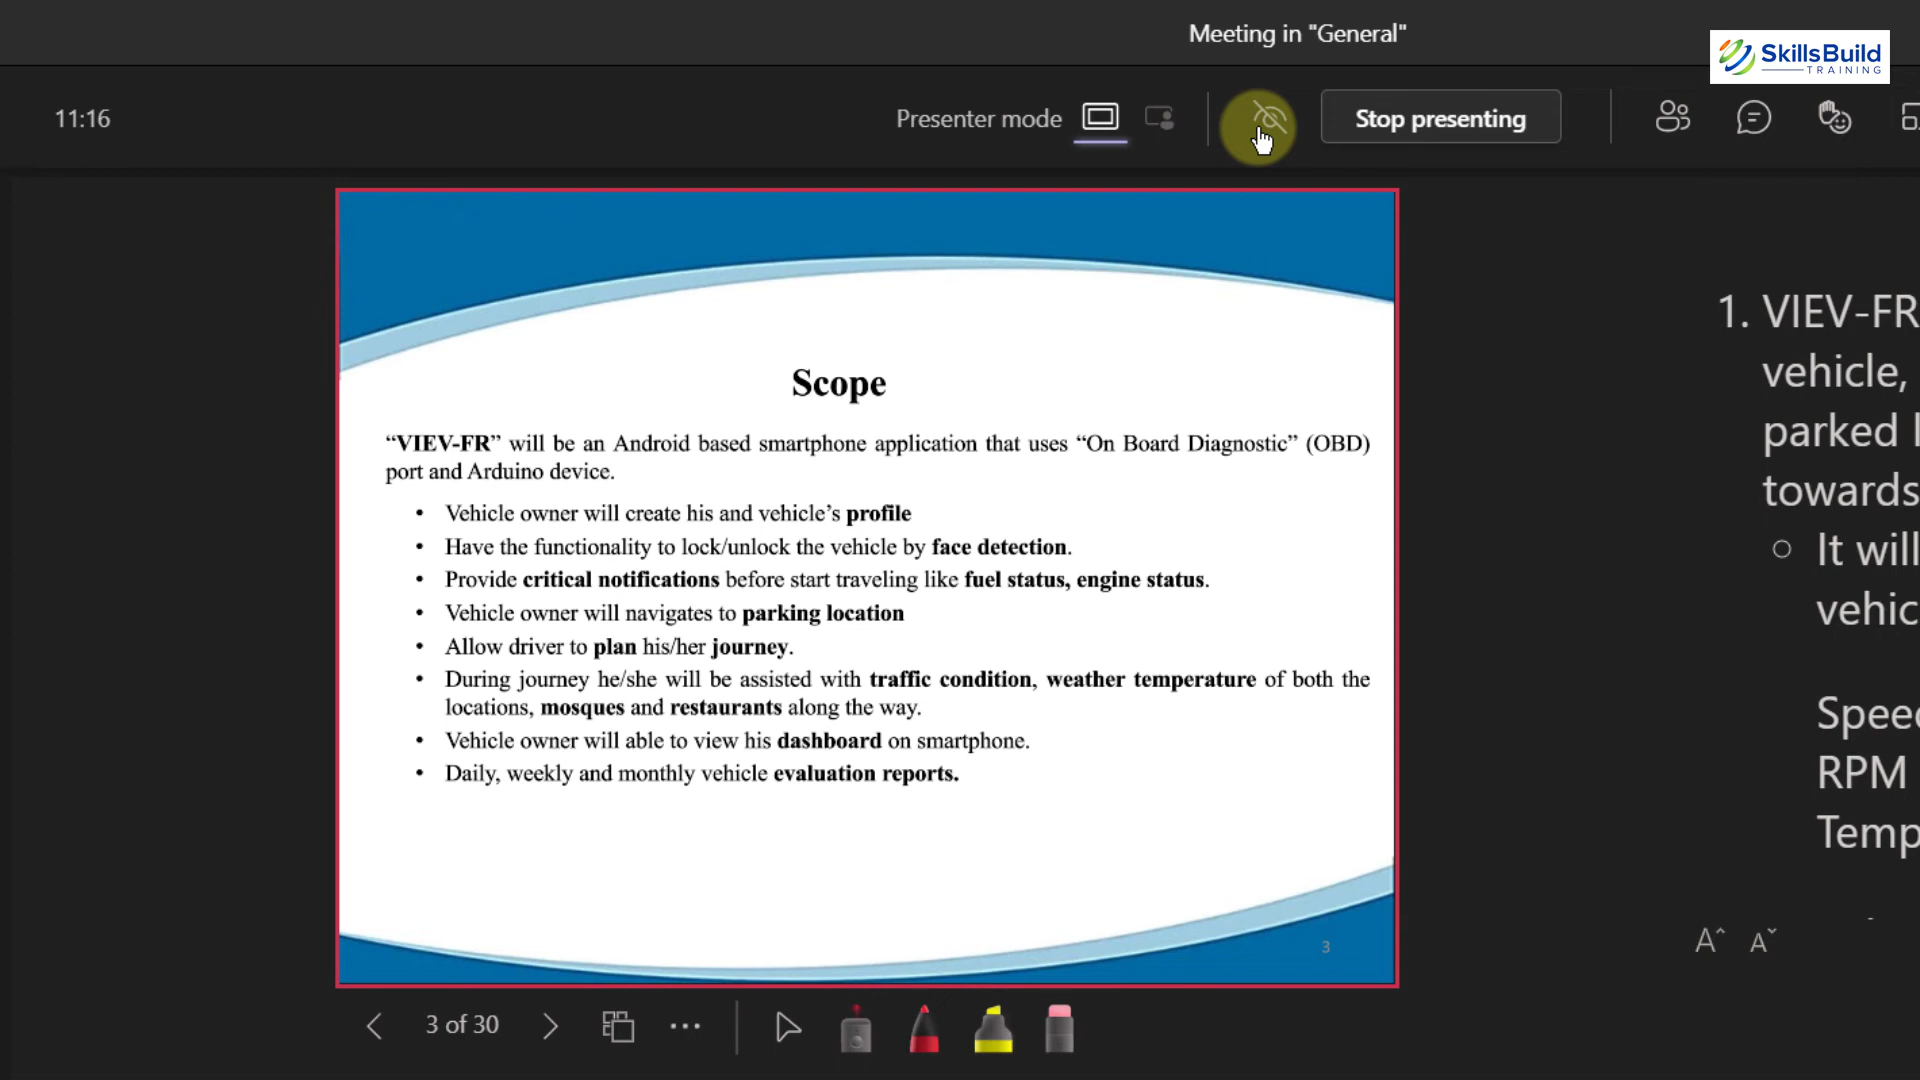 Meeting in "General"
SkillsBuild
TRAINING
11:16
Presenter mode
Stop presenting
Scope
“VIEV-FR” will be an Android based smartphone application that uses “On Board Diagnostic” (OBD)
port and Arduino device.
• Vehicle owner will create his and vehicle’s profile
• Have the functionality to lock/unlock the vehicle by face detection.
• Provide critical notifications before start traveling like fuel status, engine status.
• Vehicle owner will navigates to parking location
• Allow driver to plan his/her journey.
• During journey he/she will be assisted with traffic condition, weather temperature of both the
locations, mosques and restaurants along the way.
• Vehicle owner will able to view his dashboard on smartphone.
• Daily, weekly and monthly vehicle evaluation reports.
3
1. VIEV-FR
vehicle,
parked
towards
○ It will
vehic
Speed
RPM
Temp
A A
3 of 30